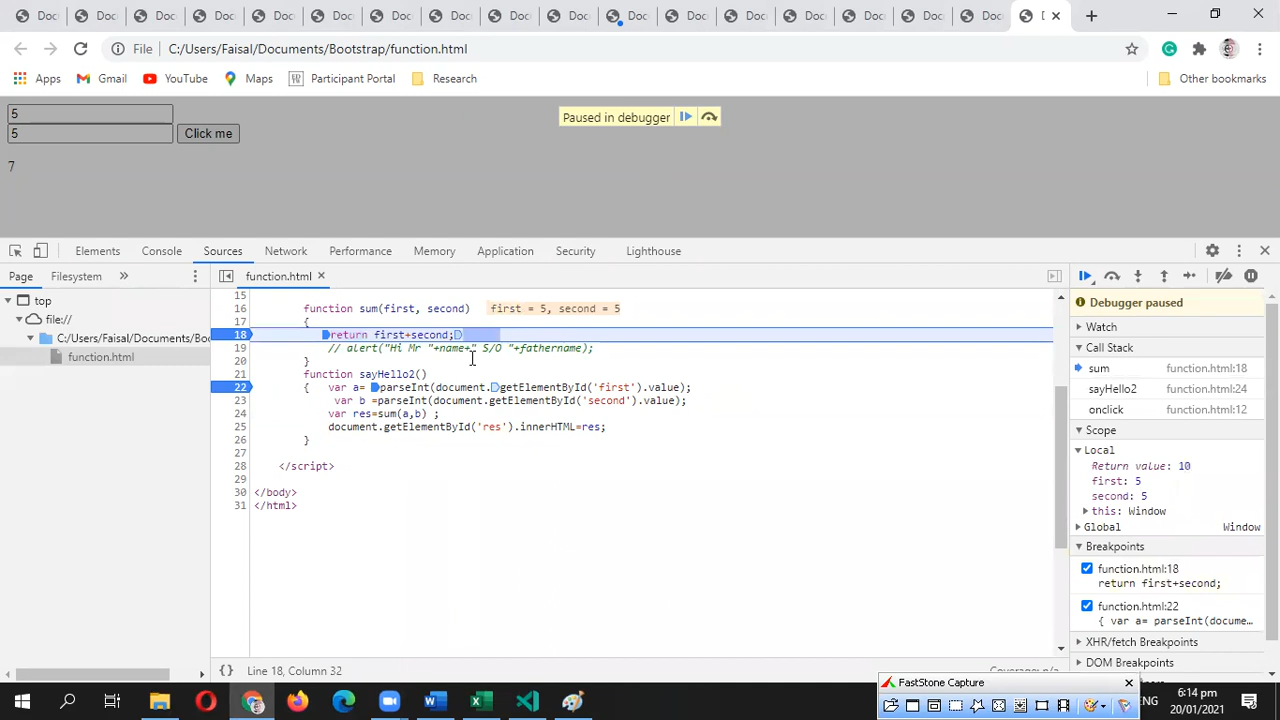 Doc Doc Doc Doc Doc Doc Doc Doc Doc Doc Doc Doc Doc Doc Doc Doc Doc D
File C:/Users/Faisal/Documents/Bootstrap/function.html
Apps Gmail YouTube Maps Participant Portal Research Other bookmarks
5
5 Click me
Paused in debugger
7
Elements Console Sources Network Performance Memory Application Security Lighthouse
Page Filesystem »
top
file://
C:/Users/Faisal/Docume
function.html
function.html
15
16 function sum(first, second) first = 5, second = 5
17 {
18 return first+second;
19 // alert("Hi Mr "+name+" S/O "+fathername);
20 }
21 function sayHello2()
22 { var a= parseInt(document.getElementById('first').value);
23 var b =parseInt(document.getElementById('second').value);
24 var res=sum(a,b) ;
25 document.getElementById('res').innerHTML=res;
26 }
27
28 </script>
29
30 </body>
31 </html>
{} Line 18, Column 32
Debugger paused
Watch
Call Stack
sum function.html:18
sayHello2 function.html:24
onclick function.html:12
Scope
Local
Return value: 10
first: 5
second: 5
this: Window
Global Window
Breakpoints
function.html:18
return first+second;
function.html:22
{ var a= parseInt(docume…
XHR/fetch Breakpoints
DOM Breakpoints
FastStone Capture
ENG
6:14 pm
20/01/2021